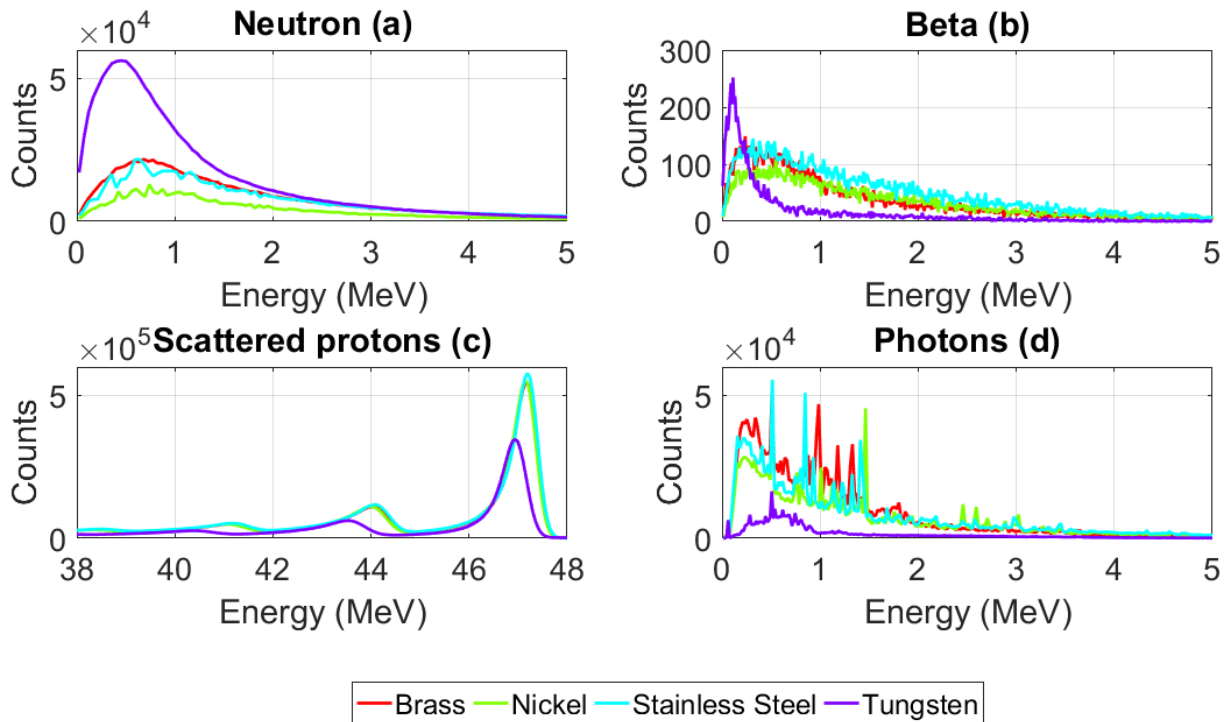 Neutron (a)
×10^4
5
0
Counts
0 1 2 3 4 5
Energy (MeV)
Beta (b)
300
200
100
0
Counts
0 1 2 3 4 5
Energy (MeV)
Scattered protons (c)
×10^5
5
0
Counts
38 40 42 44 46 48
Energy (MeV)
Photons (d)
×10^4
5
0
Counts
0 1 2 3 4 5
Energy (MeV)
Brass Nickel Stainless Steel Tungsten